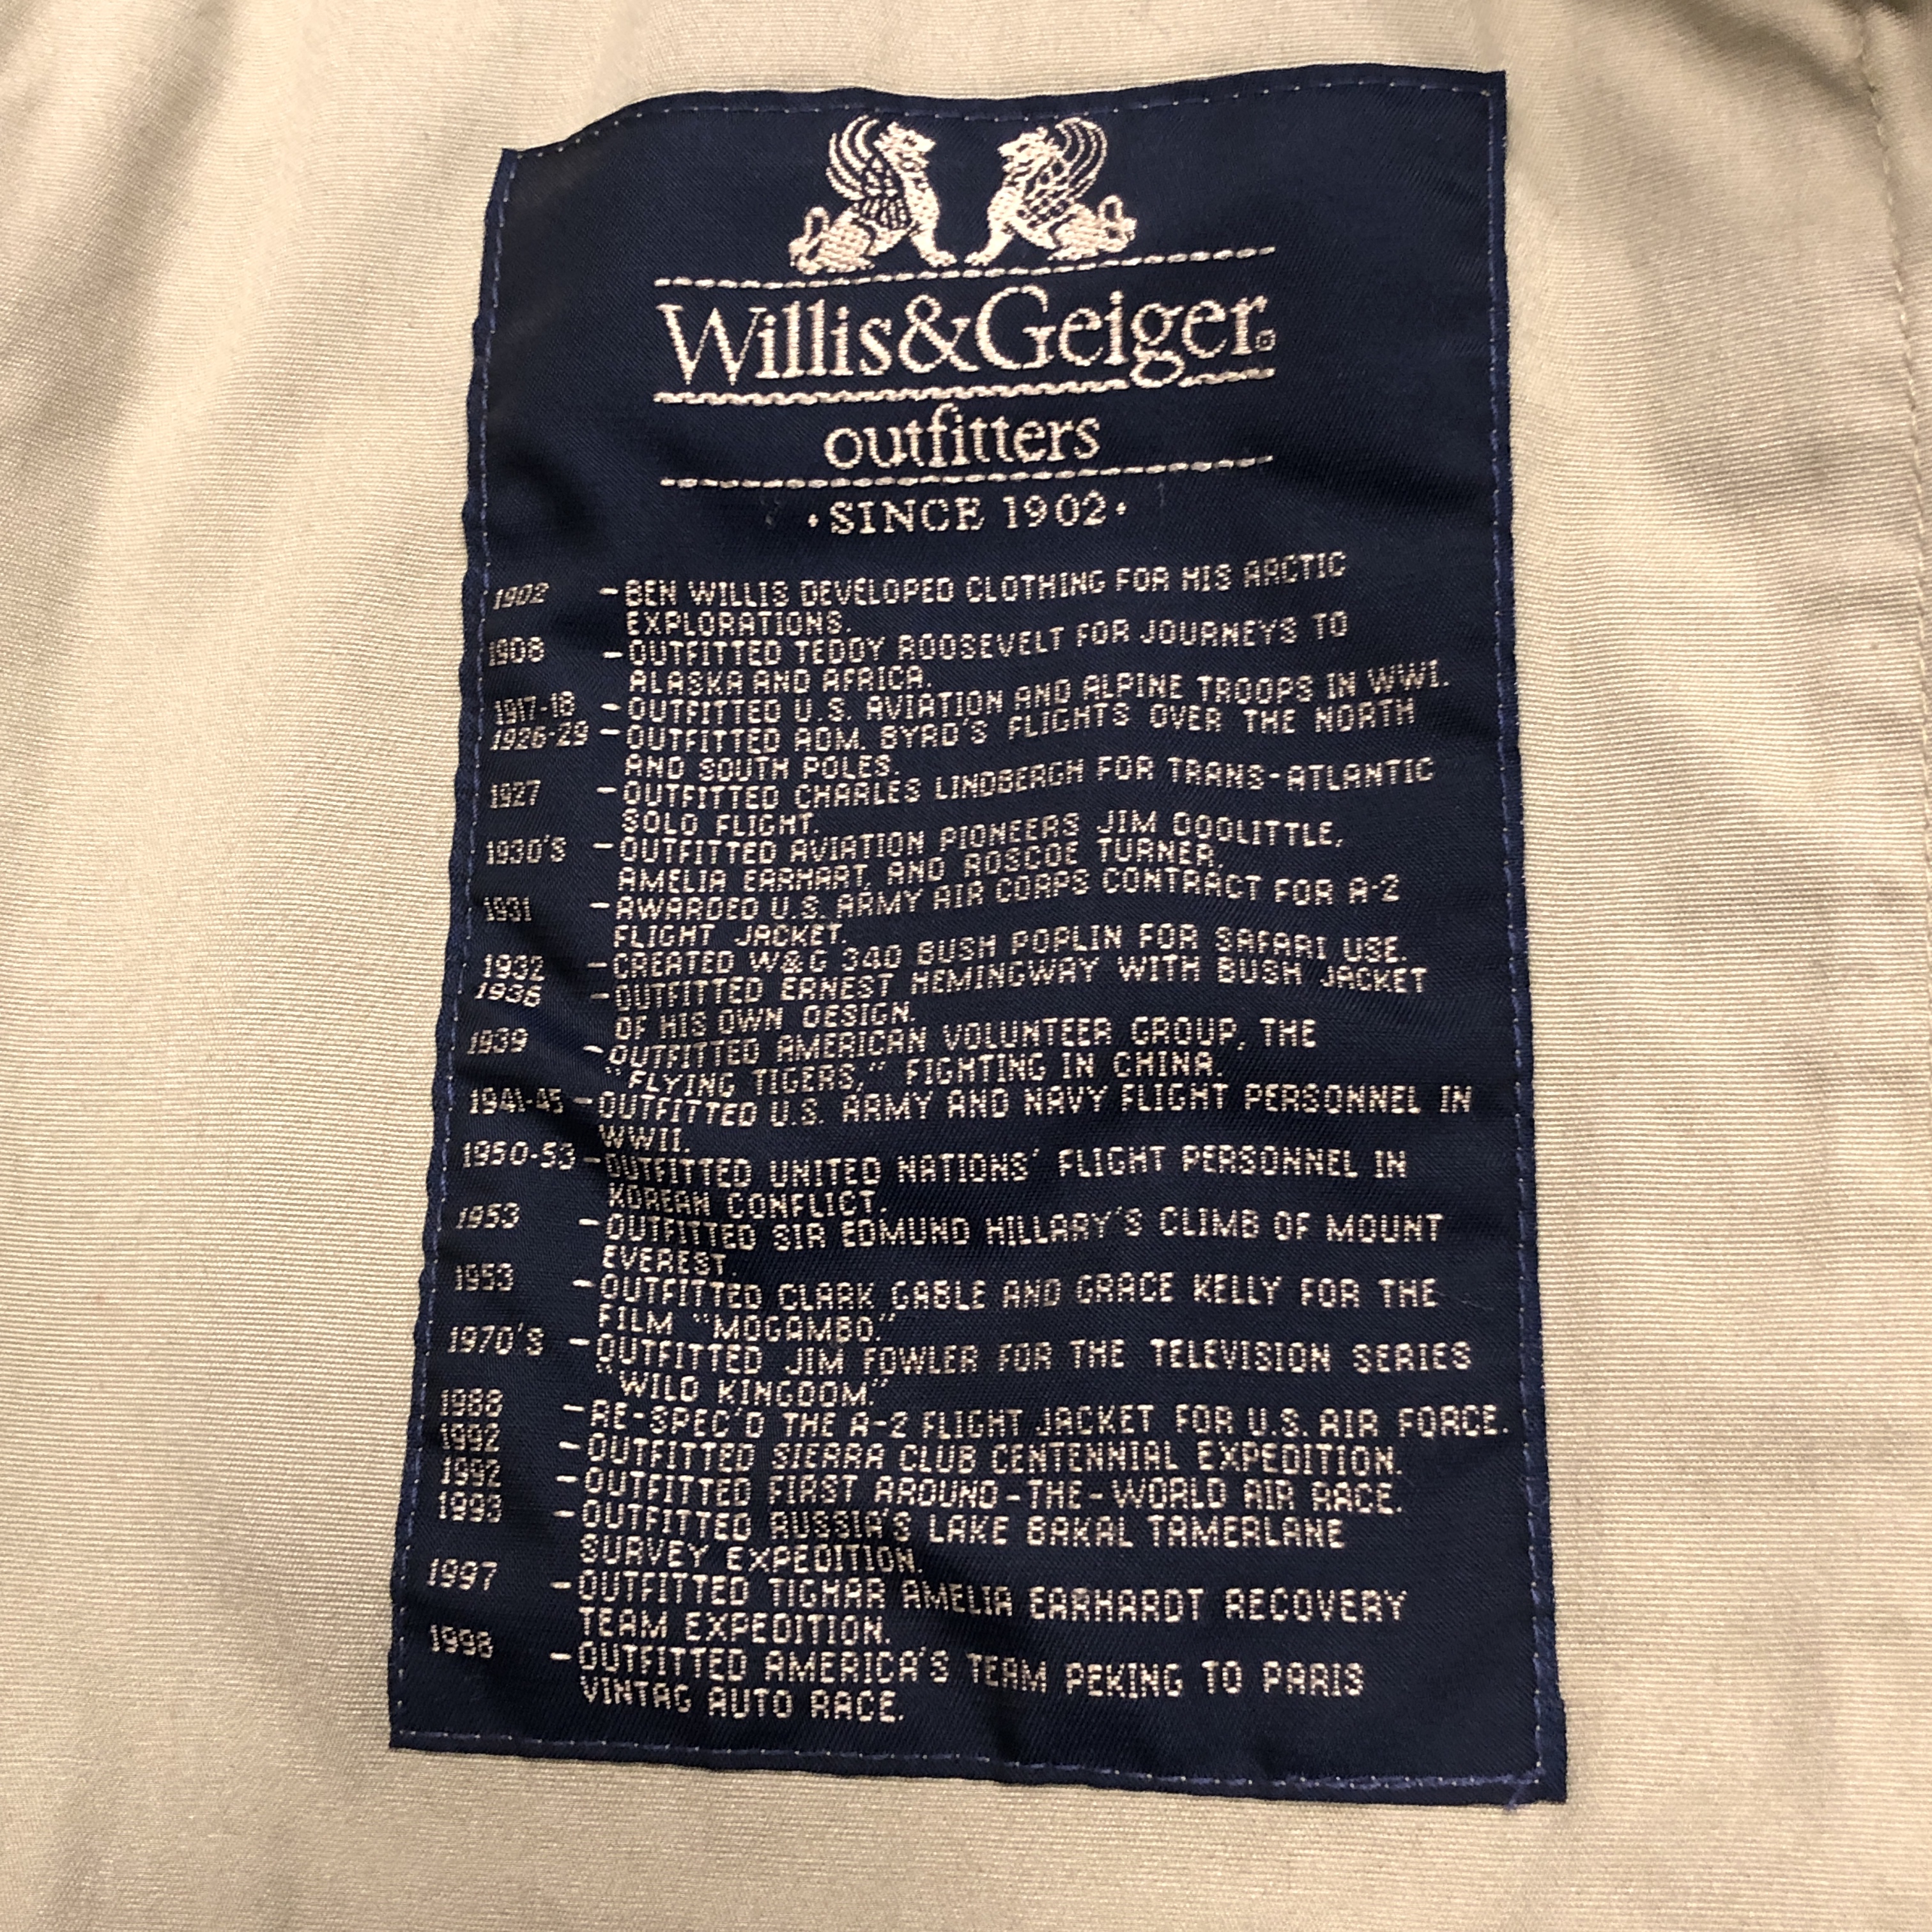 Willis&Geiger
outfitters
·SINCE 1902·
1902 –BEN WILLIS DEVELOPED CLOTHING FOR HIS ARCTIC
EXPLORATIONS.
1908 –OUTFITTED TEDDY ROOSEVELT FOR JOURNEYS TO
ALASKA AND AFRICA.
1917-18 –OUTFITTED U.S. AVIATION AND ALPINE TROOPS IN WWI.
1926-29 –OUTFITTED ADM. BYRD'S FLIGHTS OVER THE NORTH
AND SOUTH POLES.
1927 –OUTFITTED CHARLES LINDBERGH FOR TRANS-ATLANTIC
SOLO FLIGHT.
1930'S –OUTFITTED AVIATION PIONEERS JIM DOOLITTLE,
AMELIA EARHART, AND ROSCOE TURNER.
1931 –AWARDED U.S. ARMY AIR CORPS CONTRACT FOR A-2
FLIGHT JACKET.
1932 –CREATED W&G 340 BUSH POPLIN FOR SAFARI USE.
1936 –OUTFITTED ERNEST HEMINGWAY WITH BUSH JACKET
OF HIS OWN DESIGN.
1939 –OUTFITTED AMERICAN VOLUNTEER GROUP, THE
"FLYING TIGERS," FIGHTING IN CHINA.
1941-45 –OUTFITTED U.S. ARMY AND NAVY FLIGHT PERSONNEL IN
WWII.
1950-53 –OUTFITTED UNITED NATIONS' FLIGHT PERSONNEL IN
KOREAN CONFLICT.
1953 –OUTFITTED SIR EDMUND HILLARY'S CLIMB OF MOUNT
EVEREST.
1953 –OUTFITTED CLARK GABLE AND GRACE KELLY FOR THE
FILM "MOGAMBO."
1970'S –OUTFITTED JIM FOWLER FOR THE TELEVISION SERIES
"WILD KINGDOM."
1988 –RE-SPEC'D THE A-2 FLIGHT JACKET FOR U.S. AIR FORCE.
1992 –OUTFITTED SIERRA CLUB CENTENNIAL EXPEDITION.
1992 –OUTFITTED FIRST AROUND-THE-WORLD AIR RACE.
1993 –OUTFITTED RUSSIA'S LAKE BAKAL TAMERLANE
SURVEY EXPEDITION.
1997 –OUTFITTED TIGHAR AMELIA EARHARDT RECOVERY
TEAM EXPEDITION.
1998 –OUTFITTED AMERICA'S TEAM PEKING TO PARIS
VINTAG AUTO RACE.